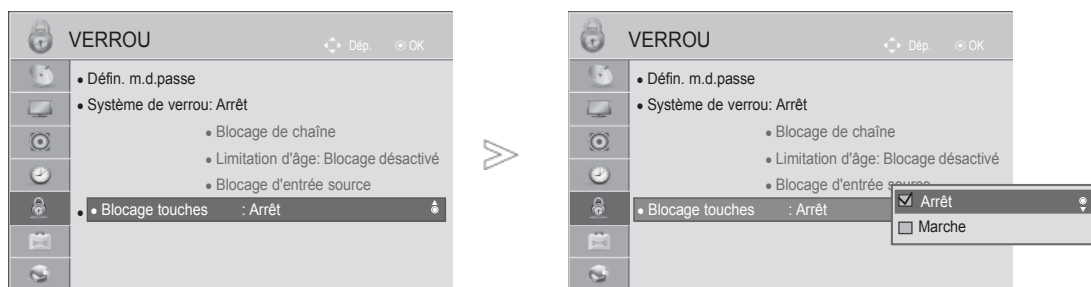 VERROU Dép. OK
• Défin. m.d.passe
• Système de verrou: Arrêt
• Blocage de chaîne
• Limitation d'âge: Blocage désactivé
• Blocage d'entrée source
• • Blocage touches : Arrêt
VERROU Dép. OK
• Défin. m.d.passe
• Système de verrou: Arrêt
• Blocage de chaîne
• Limitation d'âge: Blocage désactivé
• Blocage d'entrée source
• Blocage touches : Arrêt
Arrêt
Marche